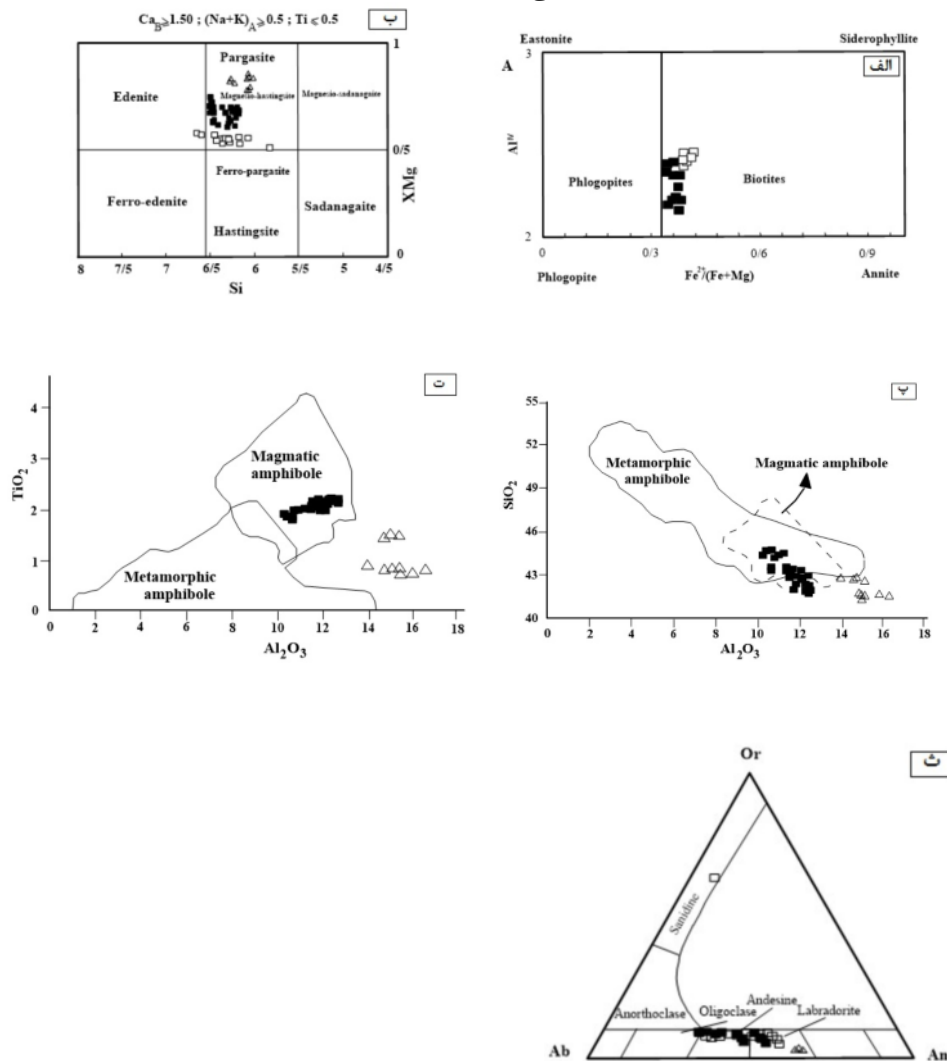 Ca_B⩾1.50 ; (Na+K)_A⩾0.5 ; Ti⩽0.5
ب
Pargasite
Edenite
Magnesio-hastingsite
Magnesio-sadanagaite
Ferro-edenite
Ferro-pargasite
Hastingsite
Sadanagaite
1
0/5
0
XMg
8 7/5 7 6/5 6 5/5 5 4/5
Si
Eastonite Siderophyllite
A
الف
3
Al^IV
2
Phlogopites
Biotites
0 0/3 0/6 0/9
Phlogopite Fe²⁺/(Fe+Mg) Annite
ت
4
3
2
1
0
TiO₂
Magmatic
amphibole
Metamorphic
amphibole
0 2 4 6 8 10 12 14 16 18
Al₂O₃
پ
55
52
49
46
43
40
SiO₂
Metamorphic
amphibole
Magmatic amphibole
0 2 4 6 8 10 12 14 16 18
Al₂O₃
ث
Or
Sanidine
Anorthoclase
Oligoclase
Andesine
Labradorite
Ab An